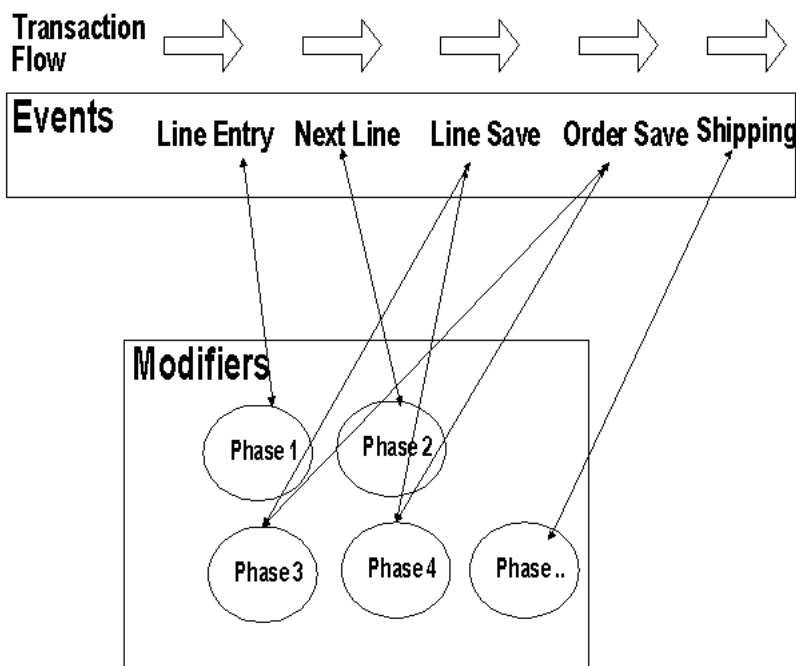 Transaction
Flow
Events
Line Entry
Next Line
Line Save
Order Save
Shipping
Modifiers
Phase 1
Phase 2
Phase 3
Phase 4
Phase ..